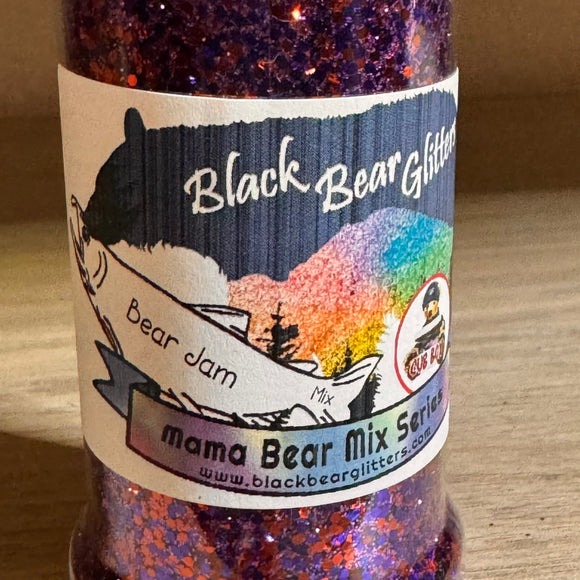 Black Bear Glitters
Bear Jam
Mix
mama Bear Mix Series
www.blackbearglitters.com